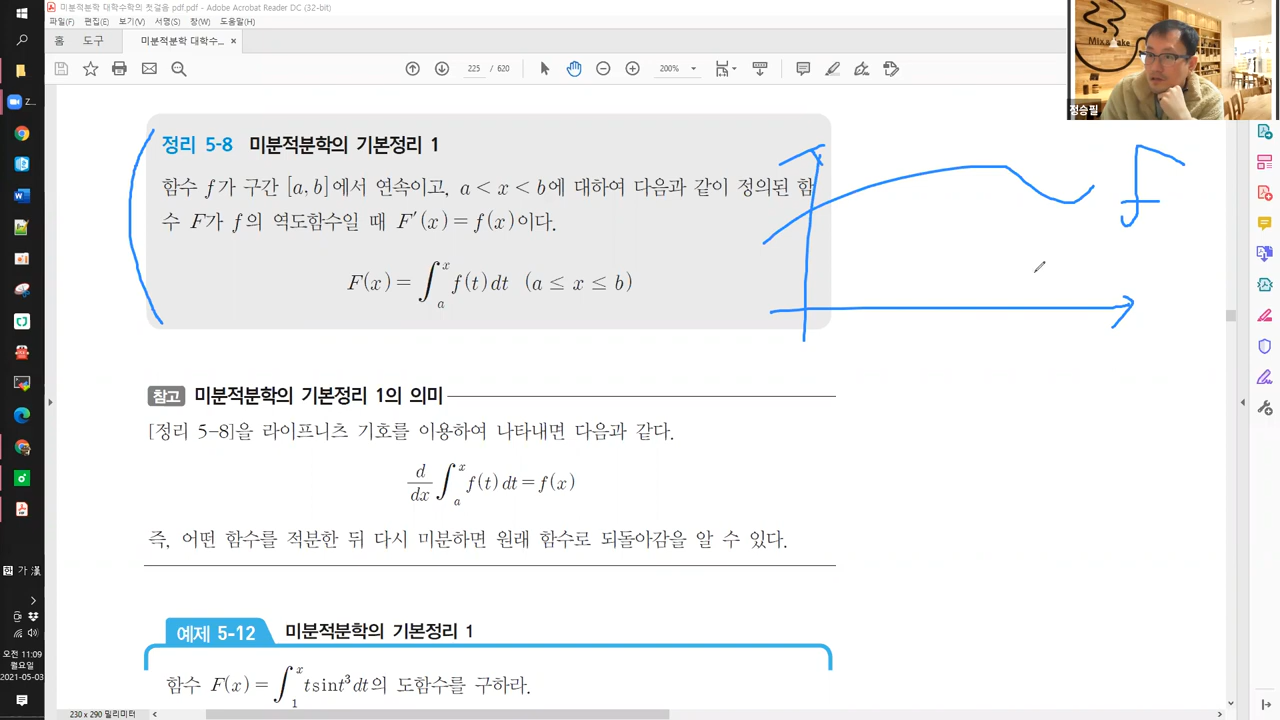 미분적분학 대학수학의 첫걸음 pdf.pdf - Adobe Acrobat Reader DC (32-bit)
파일(F) 편집(E) 보기(V) 서명(S) 창(W) 도움말(H)
홈 도구 미분적분학 대학수... ×
225 / 620 200%
정승필
정리 5-8 미분적분학의 기본정리 1
함수 f가 구간 [a, b]에서 연속이고, a < x < b에 대하여 다음과 같이 정의된 함
수 F가 f의 역도함수일 때 F′(x) = f(x)이다.
F(x) = ∫ₐˣ f(t) dt (a ≤ x ≤ b)
f
참고 미분적분학의 기본정리 1의 의미
[정리 5-8]을 라이프니츠 기호를 이용하여 나타내면 다음과 같다.
d/dx ∫ₐˣ f(t) dt = f(x)
즉, 어떤 함수를 적분한 뒤 다시 미분하면 원래 함수로 되돌아감을 알 수 있다.
예제 5-12 미분적분학의 기본정리 1
함수 F(x) = ∫₁ˣ t sin t³ dt의 도함수를 구하라.
Z...
한 가 漢
오전 11:09
월요일
2021-05-03
230 x 290 밀리미터